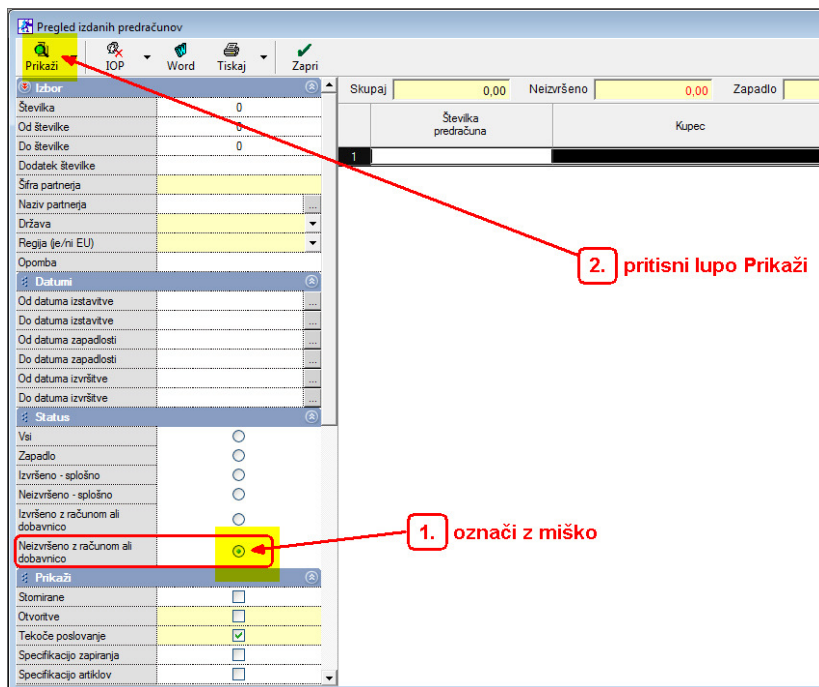 Pregled izdanih predračunov
Prikaži IOP Word Tiskaj Zapri
Izbor
Številka 0
Od številke 0
Do številke 0
Dodatek številke
Šifra partnerja
Naziv partnerja ...
Država
Regija (je/ni EU)
Opomba
Datumi
Od datuma izstavitve ...
Do datuma izstavitve ...
Od datuma zapadlosti ...
Do datuma zapadlosti ...
Od datuma izvršitve ...
Do datuma izvršitve ...
Status
Vsi
Zapadlo
Izvršeno - splošno
Neizvršeno - splošno
Izvršeno z računom ali
dobavnico
Neizvršeno z računom ali
dobavnico
Prikaži
Stornirane
Otvoritve
Tekoče poslovanje
Specifikacijo zapiranja
Specifikacijo artiklov
Skupaj 0,00 Neizvršeno 0,00 Zapadlo
Številka
predračuna
Kupec
1
2. pritisni lupo Prikaži
1. označi z miško